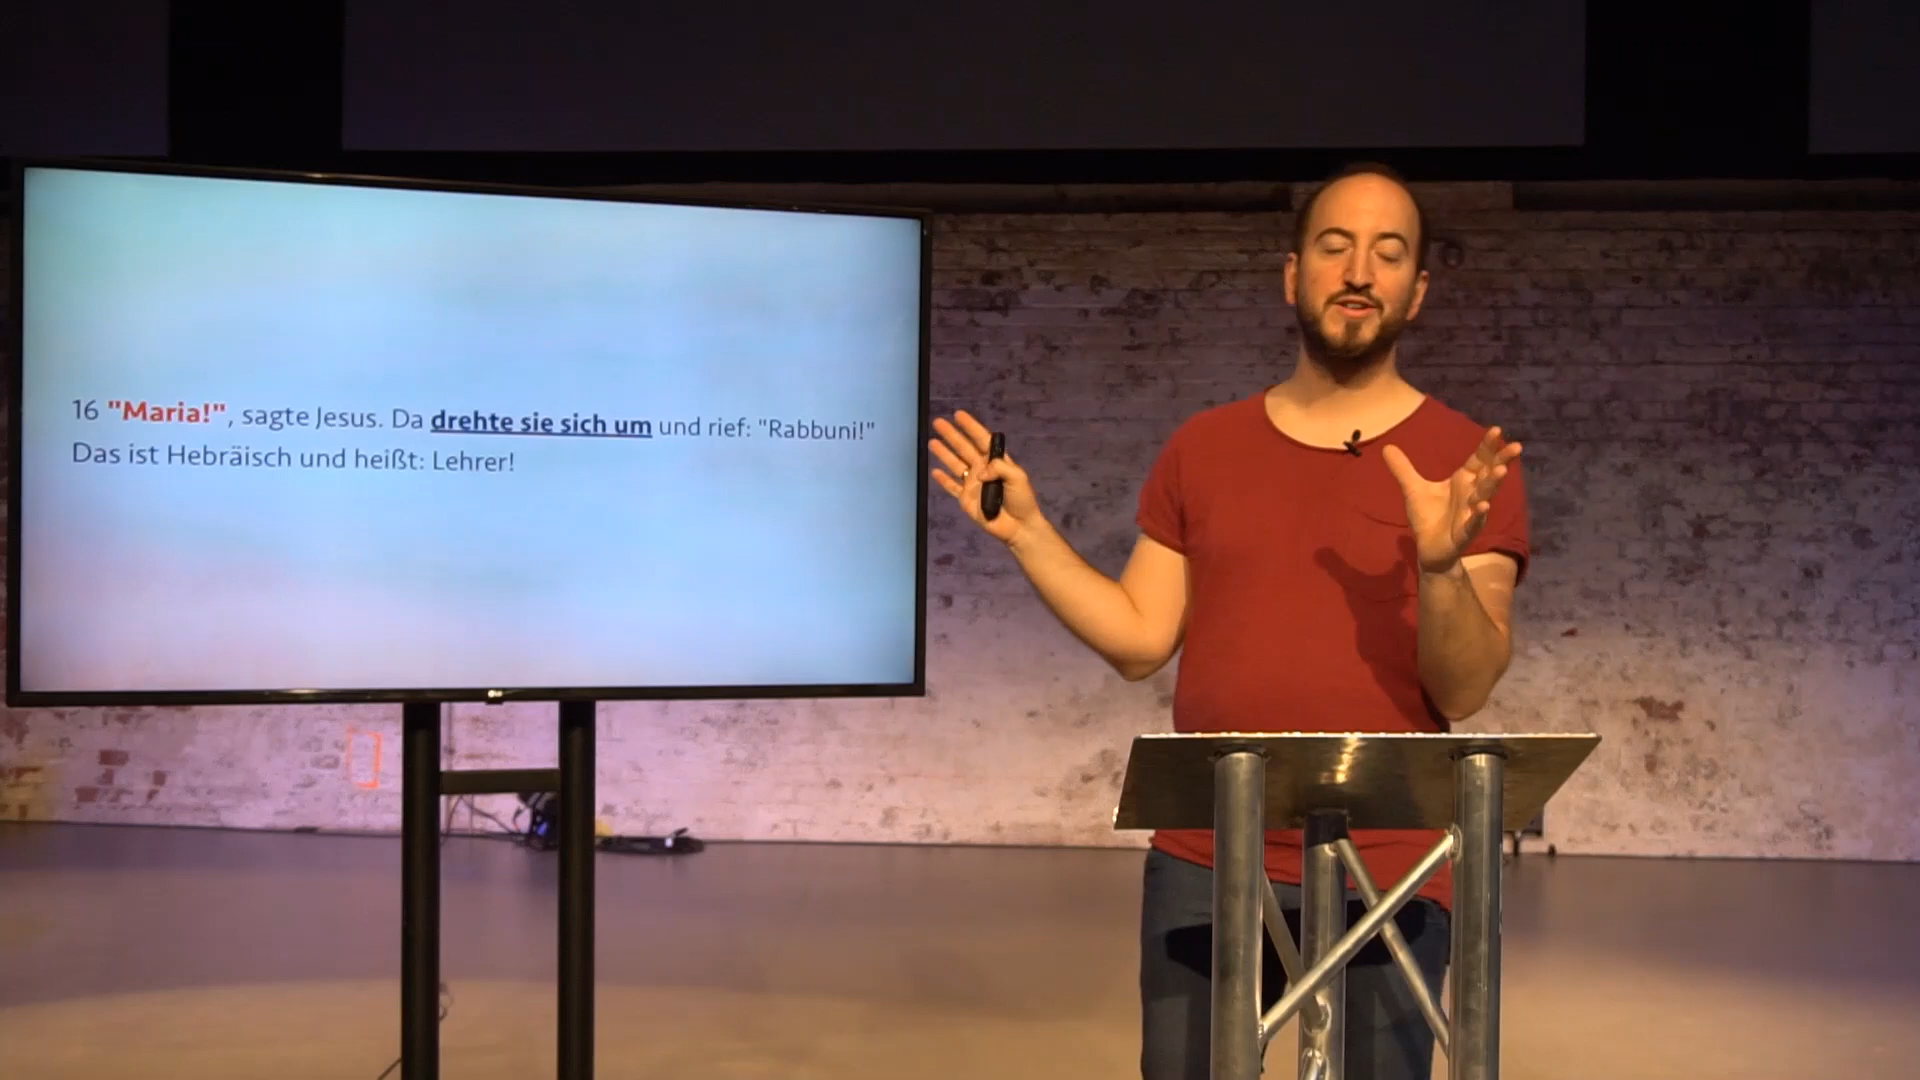 16 "Maria!", sagte Jesus. Da drehte sie sich um und rief: "Rabbuni!"
Das ist Hebräisch und heißt: Lehrer!